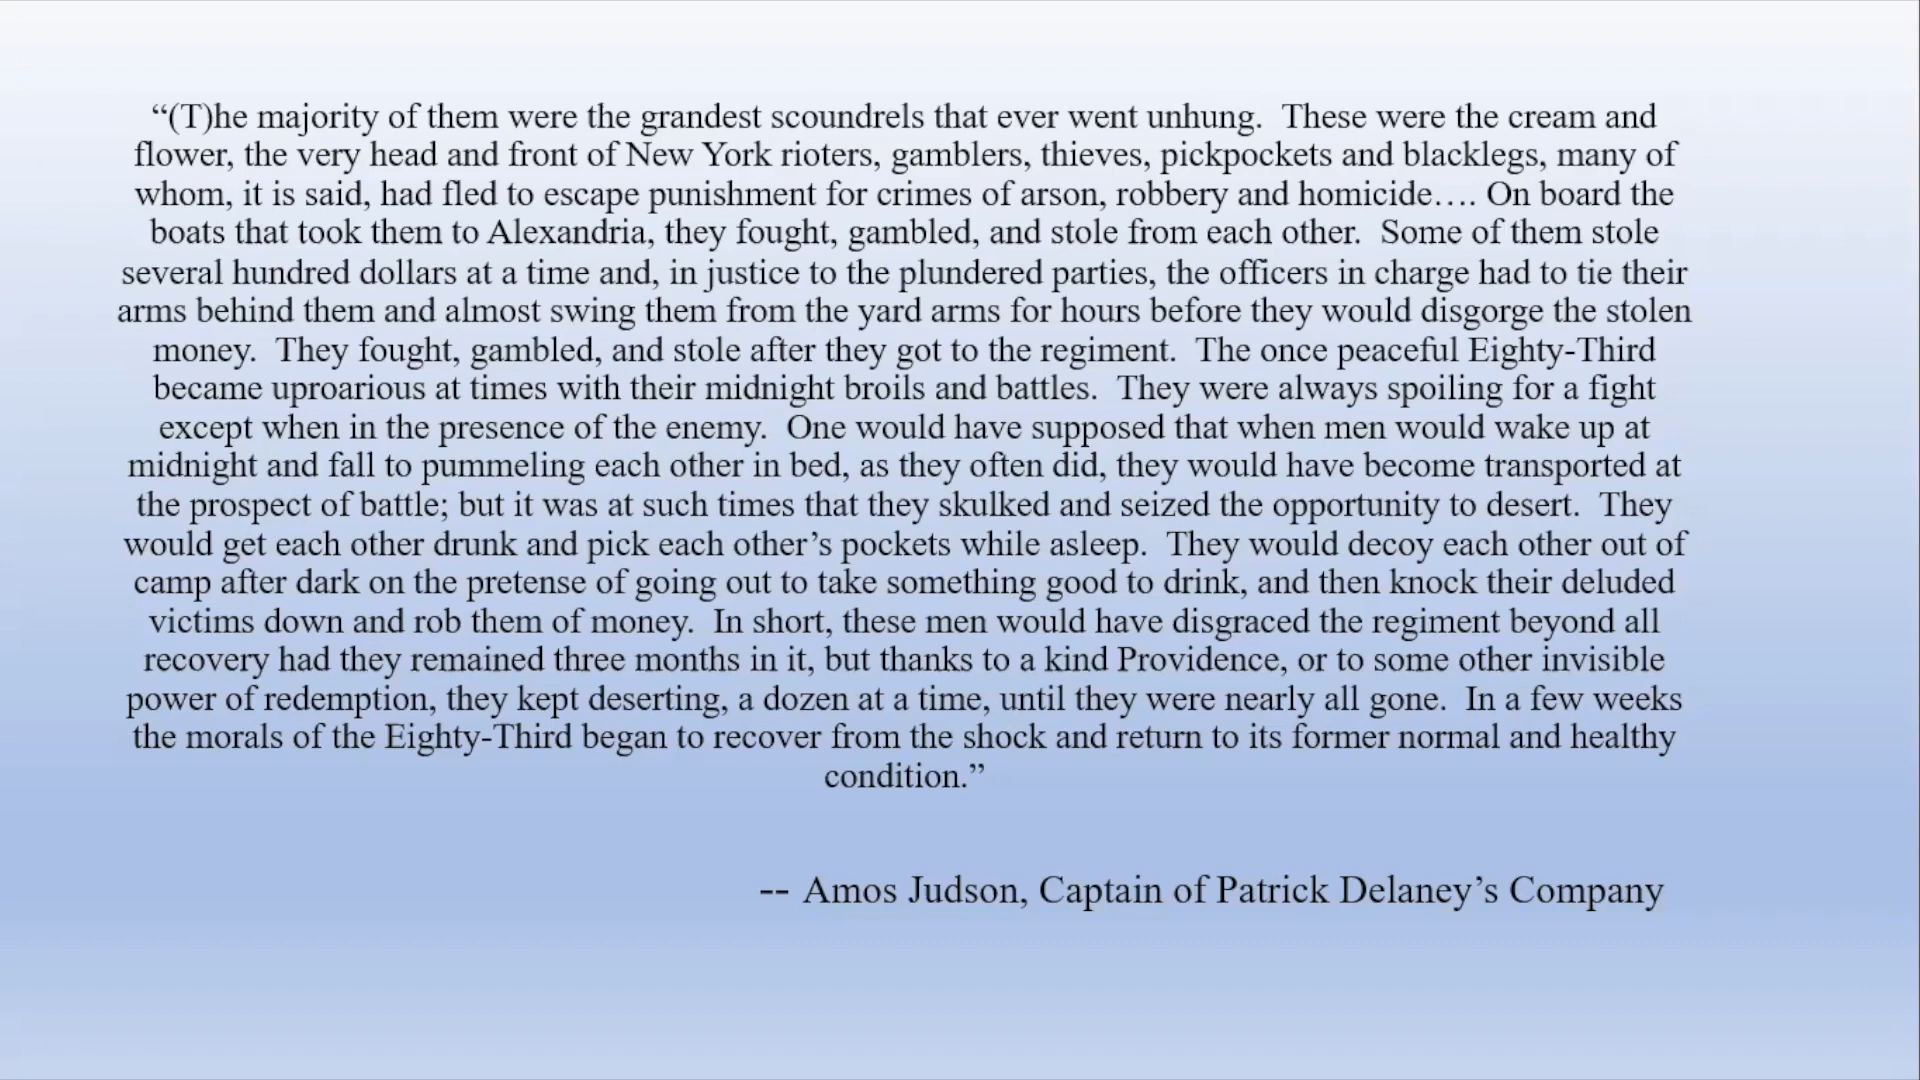 “(T)he majority of them were the grandest scoundrels that ever went unhung.  These were the cream and
flower, the very head and front of New York rioters, gamblers, thieves, pickpockets and blacklegs, many of
whom, it is said, had fled to escape punishment for crimes of arson, robbery and homicide…. On board the
boats that took them to Alexandria, they fought, gambled, and stole from each other.  Some of them stole
several hundred dollars at a time and, in justice to the plundered parties, the officers in charge had to tie their
arms behind them and almost swing them from the yard arms for hours before they would disgorge the stolen
money.  They fought, gambled, and stole after they got to the regiment.  The once peaceful Eighty-Third
became uproarious at times with their midnight broils and battles.  They were always spoiling for a fight
except when in the presence of the enemy.  One would have supposed that when men would wake up at
midnight and fall to pummeling each other in bed, as they often did, they would have become transported at
the prospect of battle; but it was at such times that they skulked and seized the opportunity to desert.  They
would get each other drunk and pick each other’s pockets while asleep.  They would decoy each other out of
camp after dark on the pretense of going out to take something good to drink, and then knock their deluded
victims down and rob them of money.  In short, these men would have disgraced the regiment beyond all
recovery had they remained three months in it, but thanks to a kind Providence, or to some other invisible
power of redemption, they kept deserting, a dozen at a time, until they were nearly all gone.  In a few weeks
the morals of the Eighty-Third began to recover from the shock and return to its former normal and healthy
condition.”
-- Amos Judson, Captain of Patrick Delaney’s Company